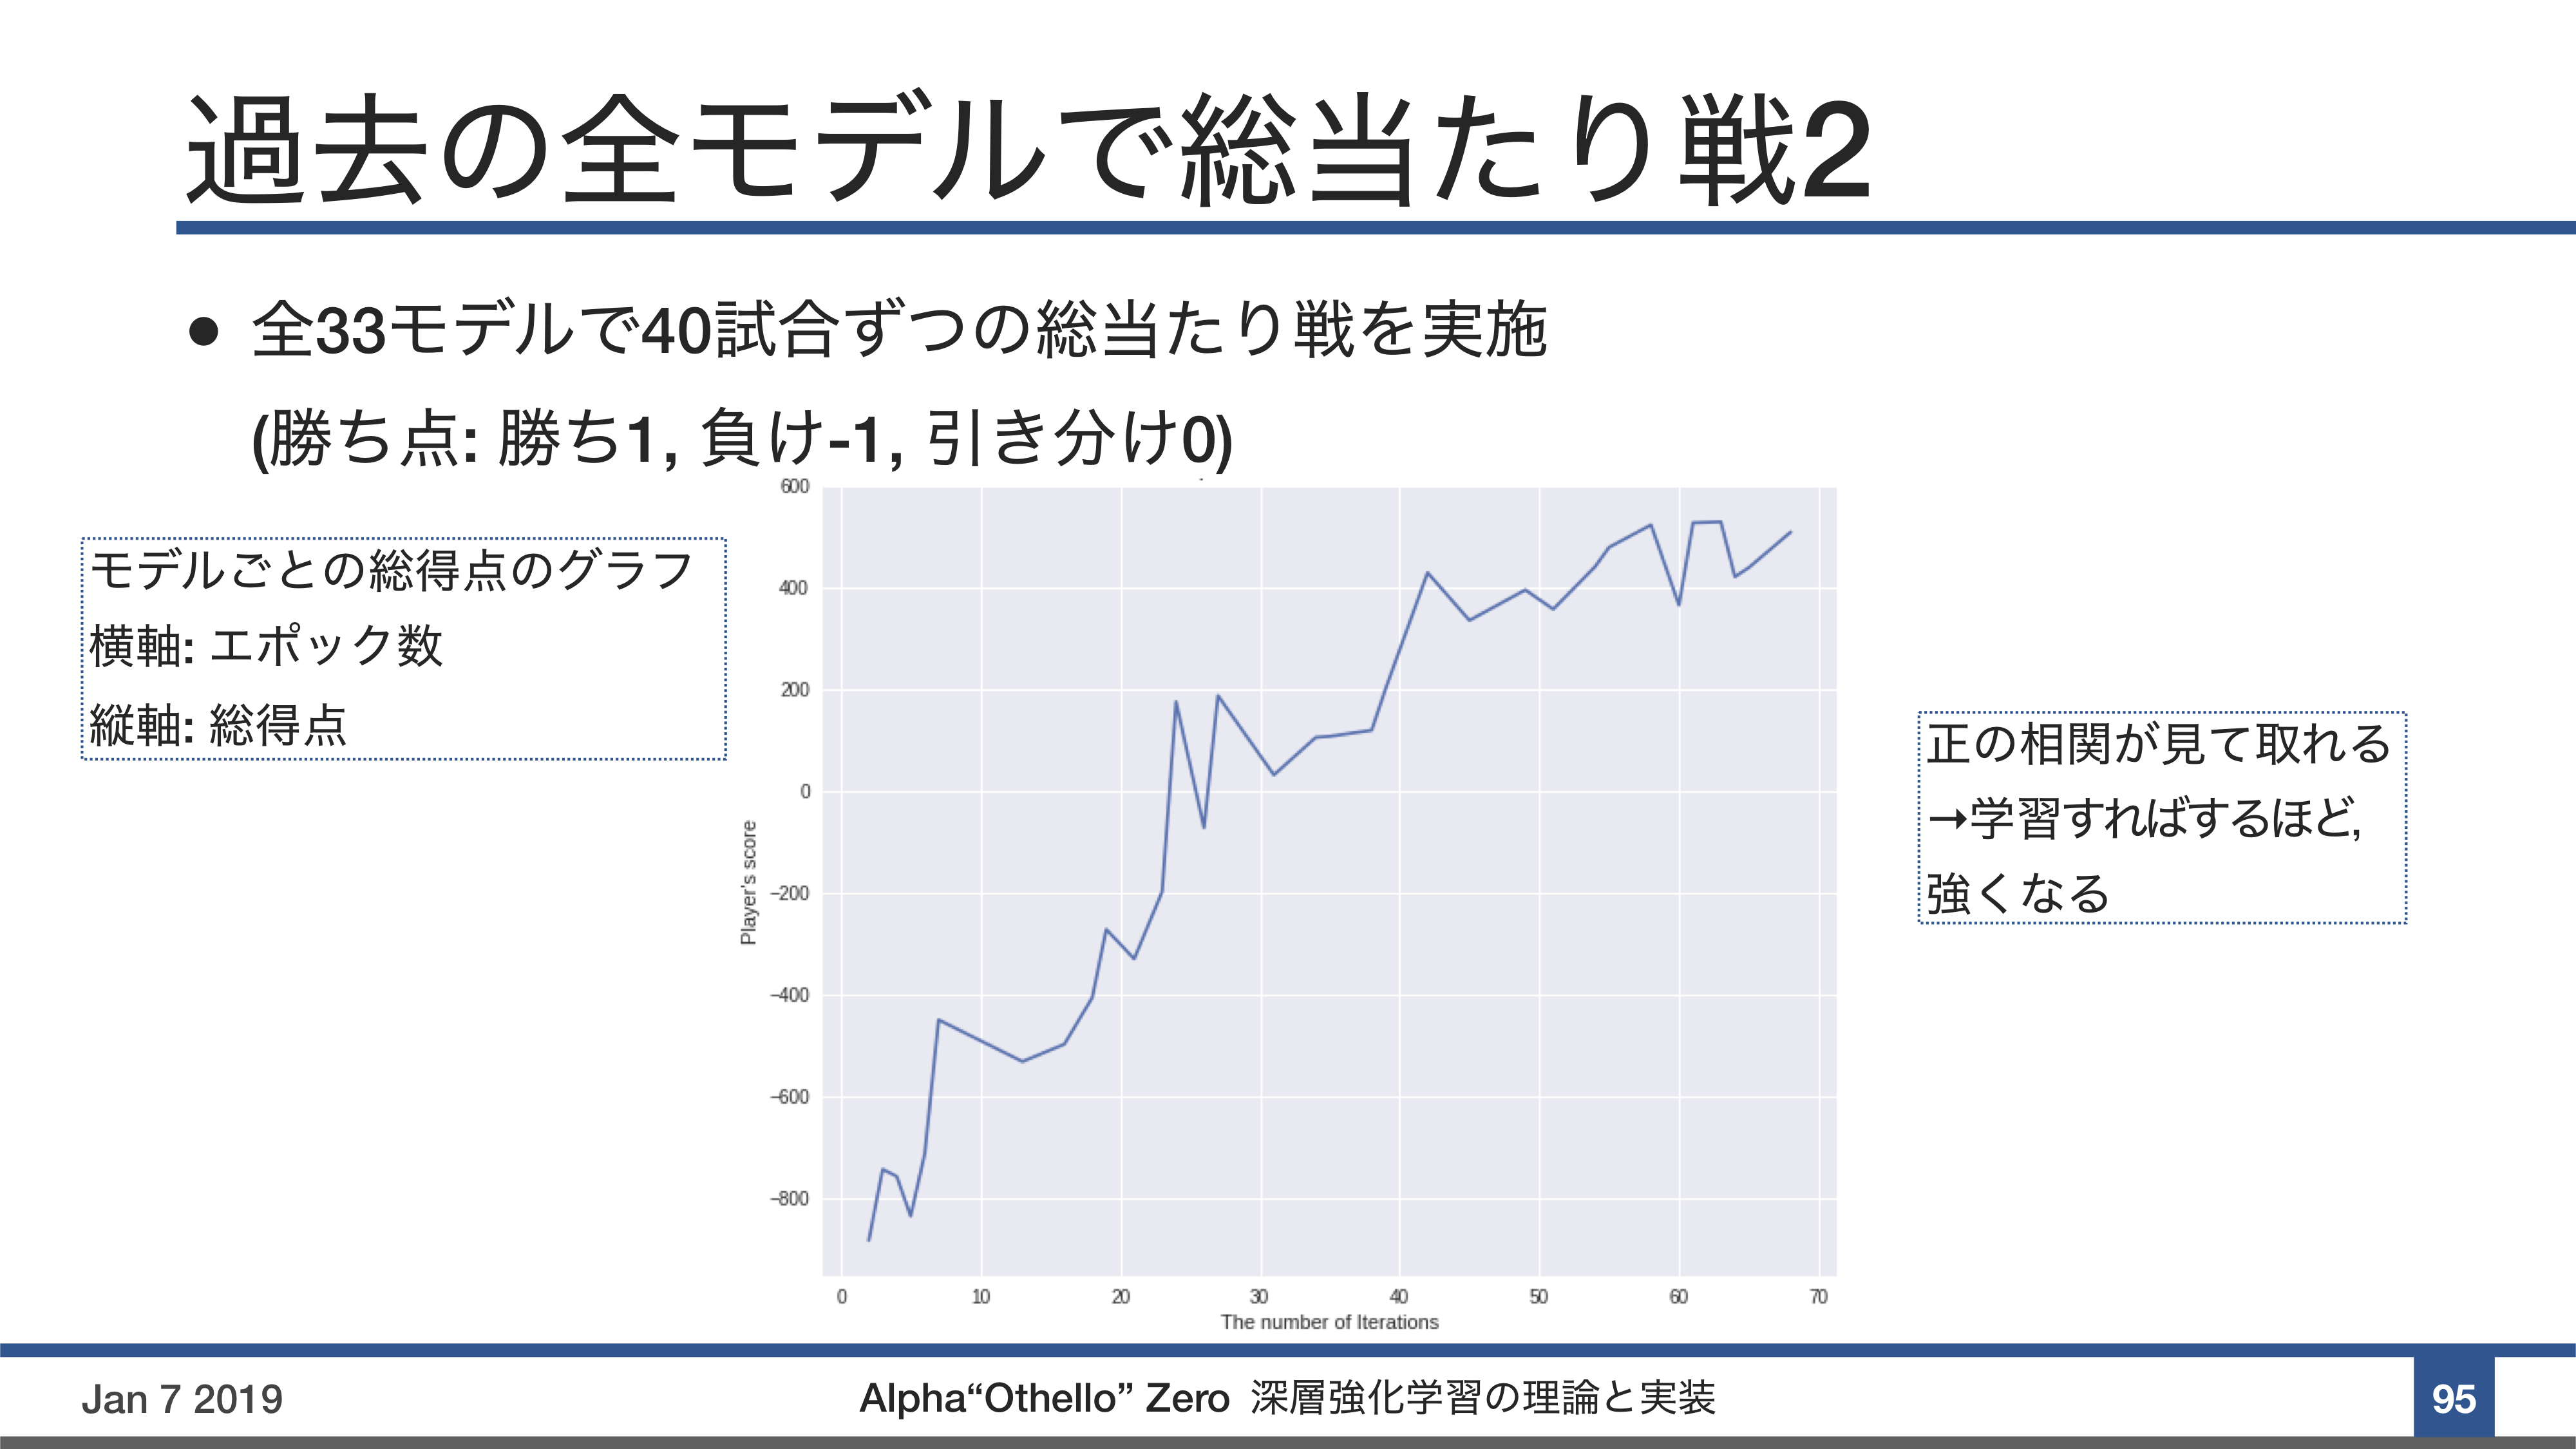 過去の全モデルで総当たり戦2
● 全33モデルで40試合ずつの総当たり戦を実施
(勝ち点: 勝ち1, 負け-1, 引き分け0)
モデルごとの総得点のグラフ
横軸: エポック数
縦軸: 総得点
600
400
200
0
−200
−400
−600
−800
Player's score
0 10 20 30 40 50 60 70
The number of Iterations
正の相関が見て取れる
→学習すればするほど,
強くなる
Jan 7 2019
Alpha“Othello” Zero 深層強化学習の理論と実装
95